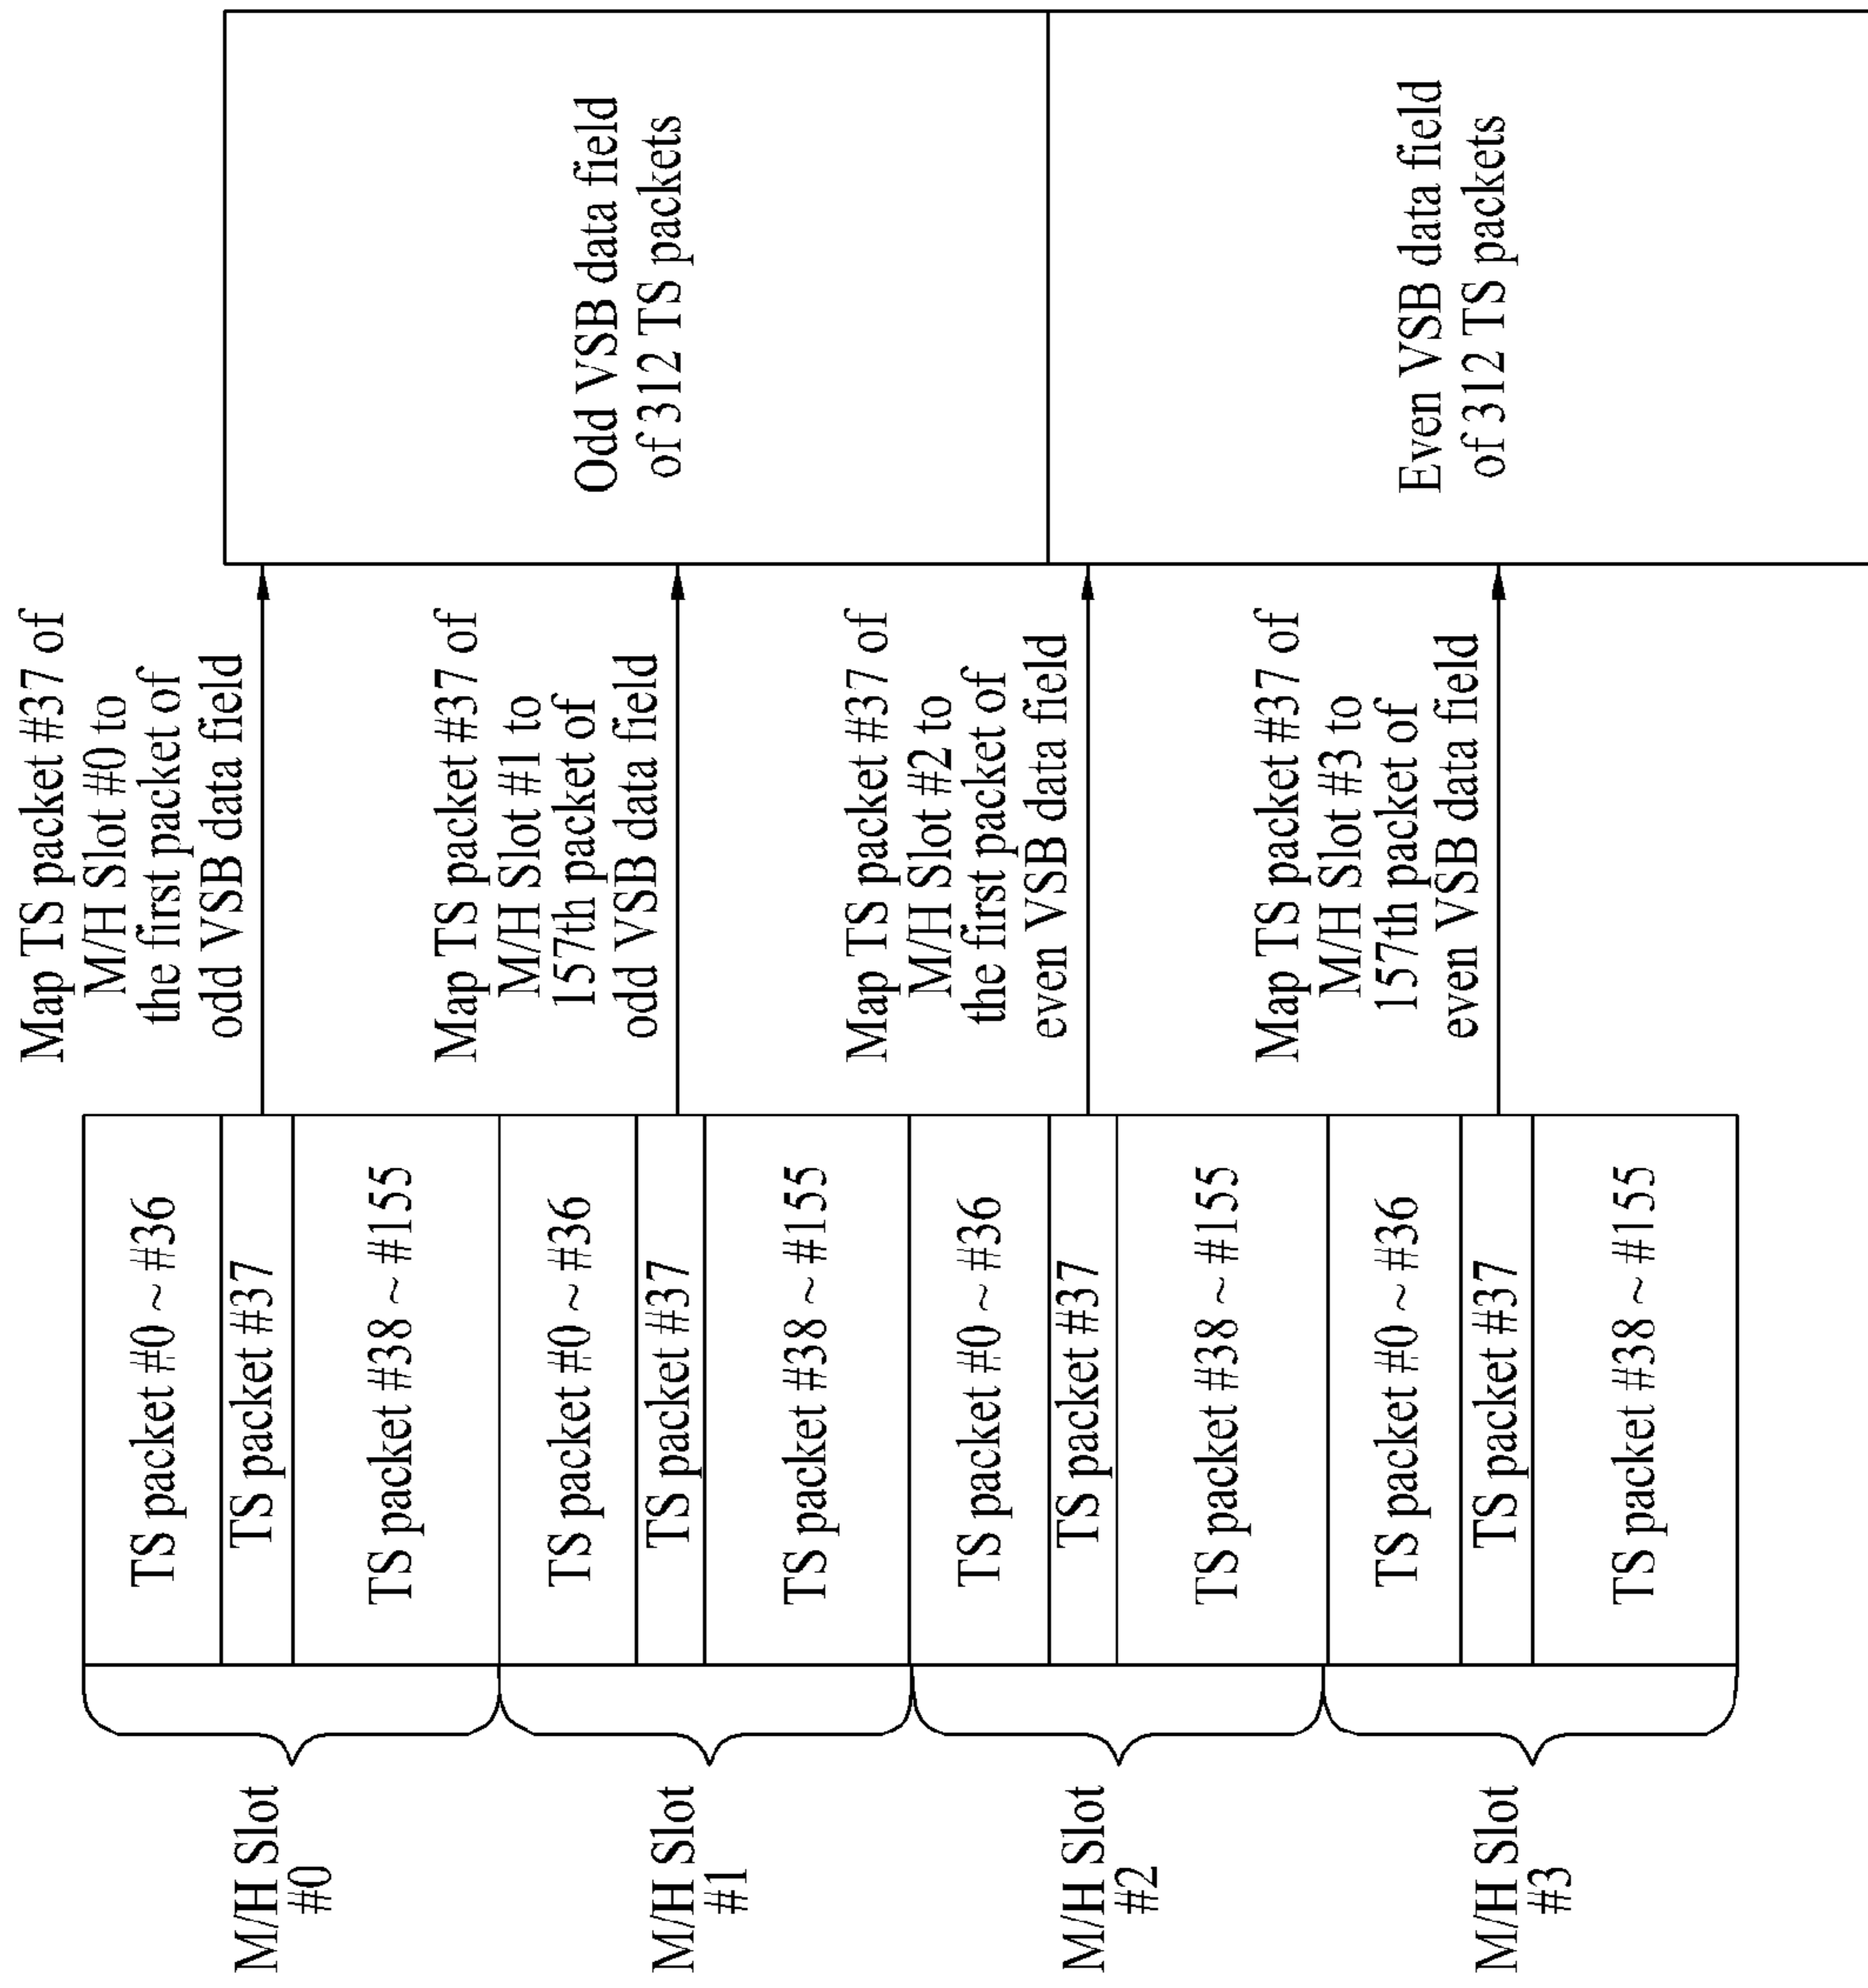 M/H Slot
#0
TS packet #0 ~ #36
TS packet #37
TS packet #38 ~ #155
Map TS packet #37 of
M/H Slot #0 to
the first packet of
odd VSB data field
M/H Slot
#1
TS packet #0 ~ #36
TS packet #37
TS packet #38 ~ #155
Map TS packet #37 of
M/H Slot #1 to
157th packet of
odd VSB data field
Odd VSB data field
of 312 TS packets
M/H Slot
#2
TS packet #0 ~ #36
TS packet #37
TS packet #38 ~ #155
Map TS packet #37 of
M/H Slot #2 to
the first packet of
even VSB data field
M/H Slot
#3
TS packet #0 ~ #36
TS packet #37
TS packet #38 ~ #155
Map TS packet #37 of
M/H Slot #3 to
157th packet of
even VSB data field
Even VSB data field
of 312 TS packets